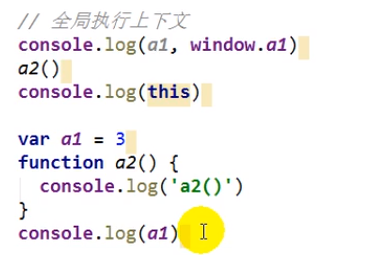 // 全局执行上下文
console.log(a1, window.a1)
a2()
console.log(this)
var a1 = 3
function a2() {
console.log('a2()')
}
console.log(a1)